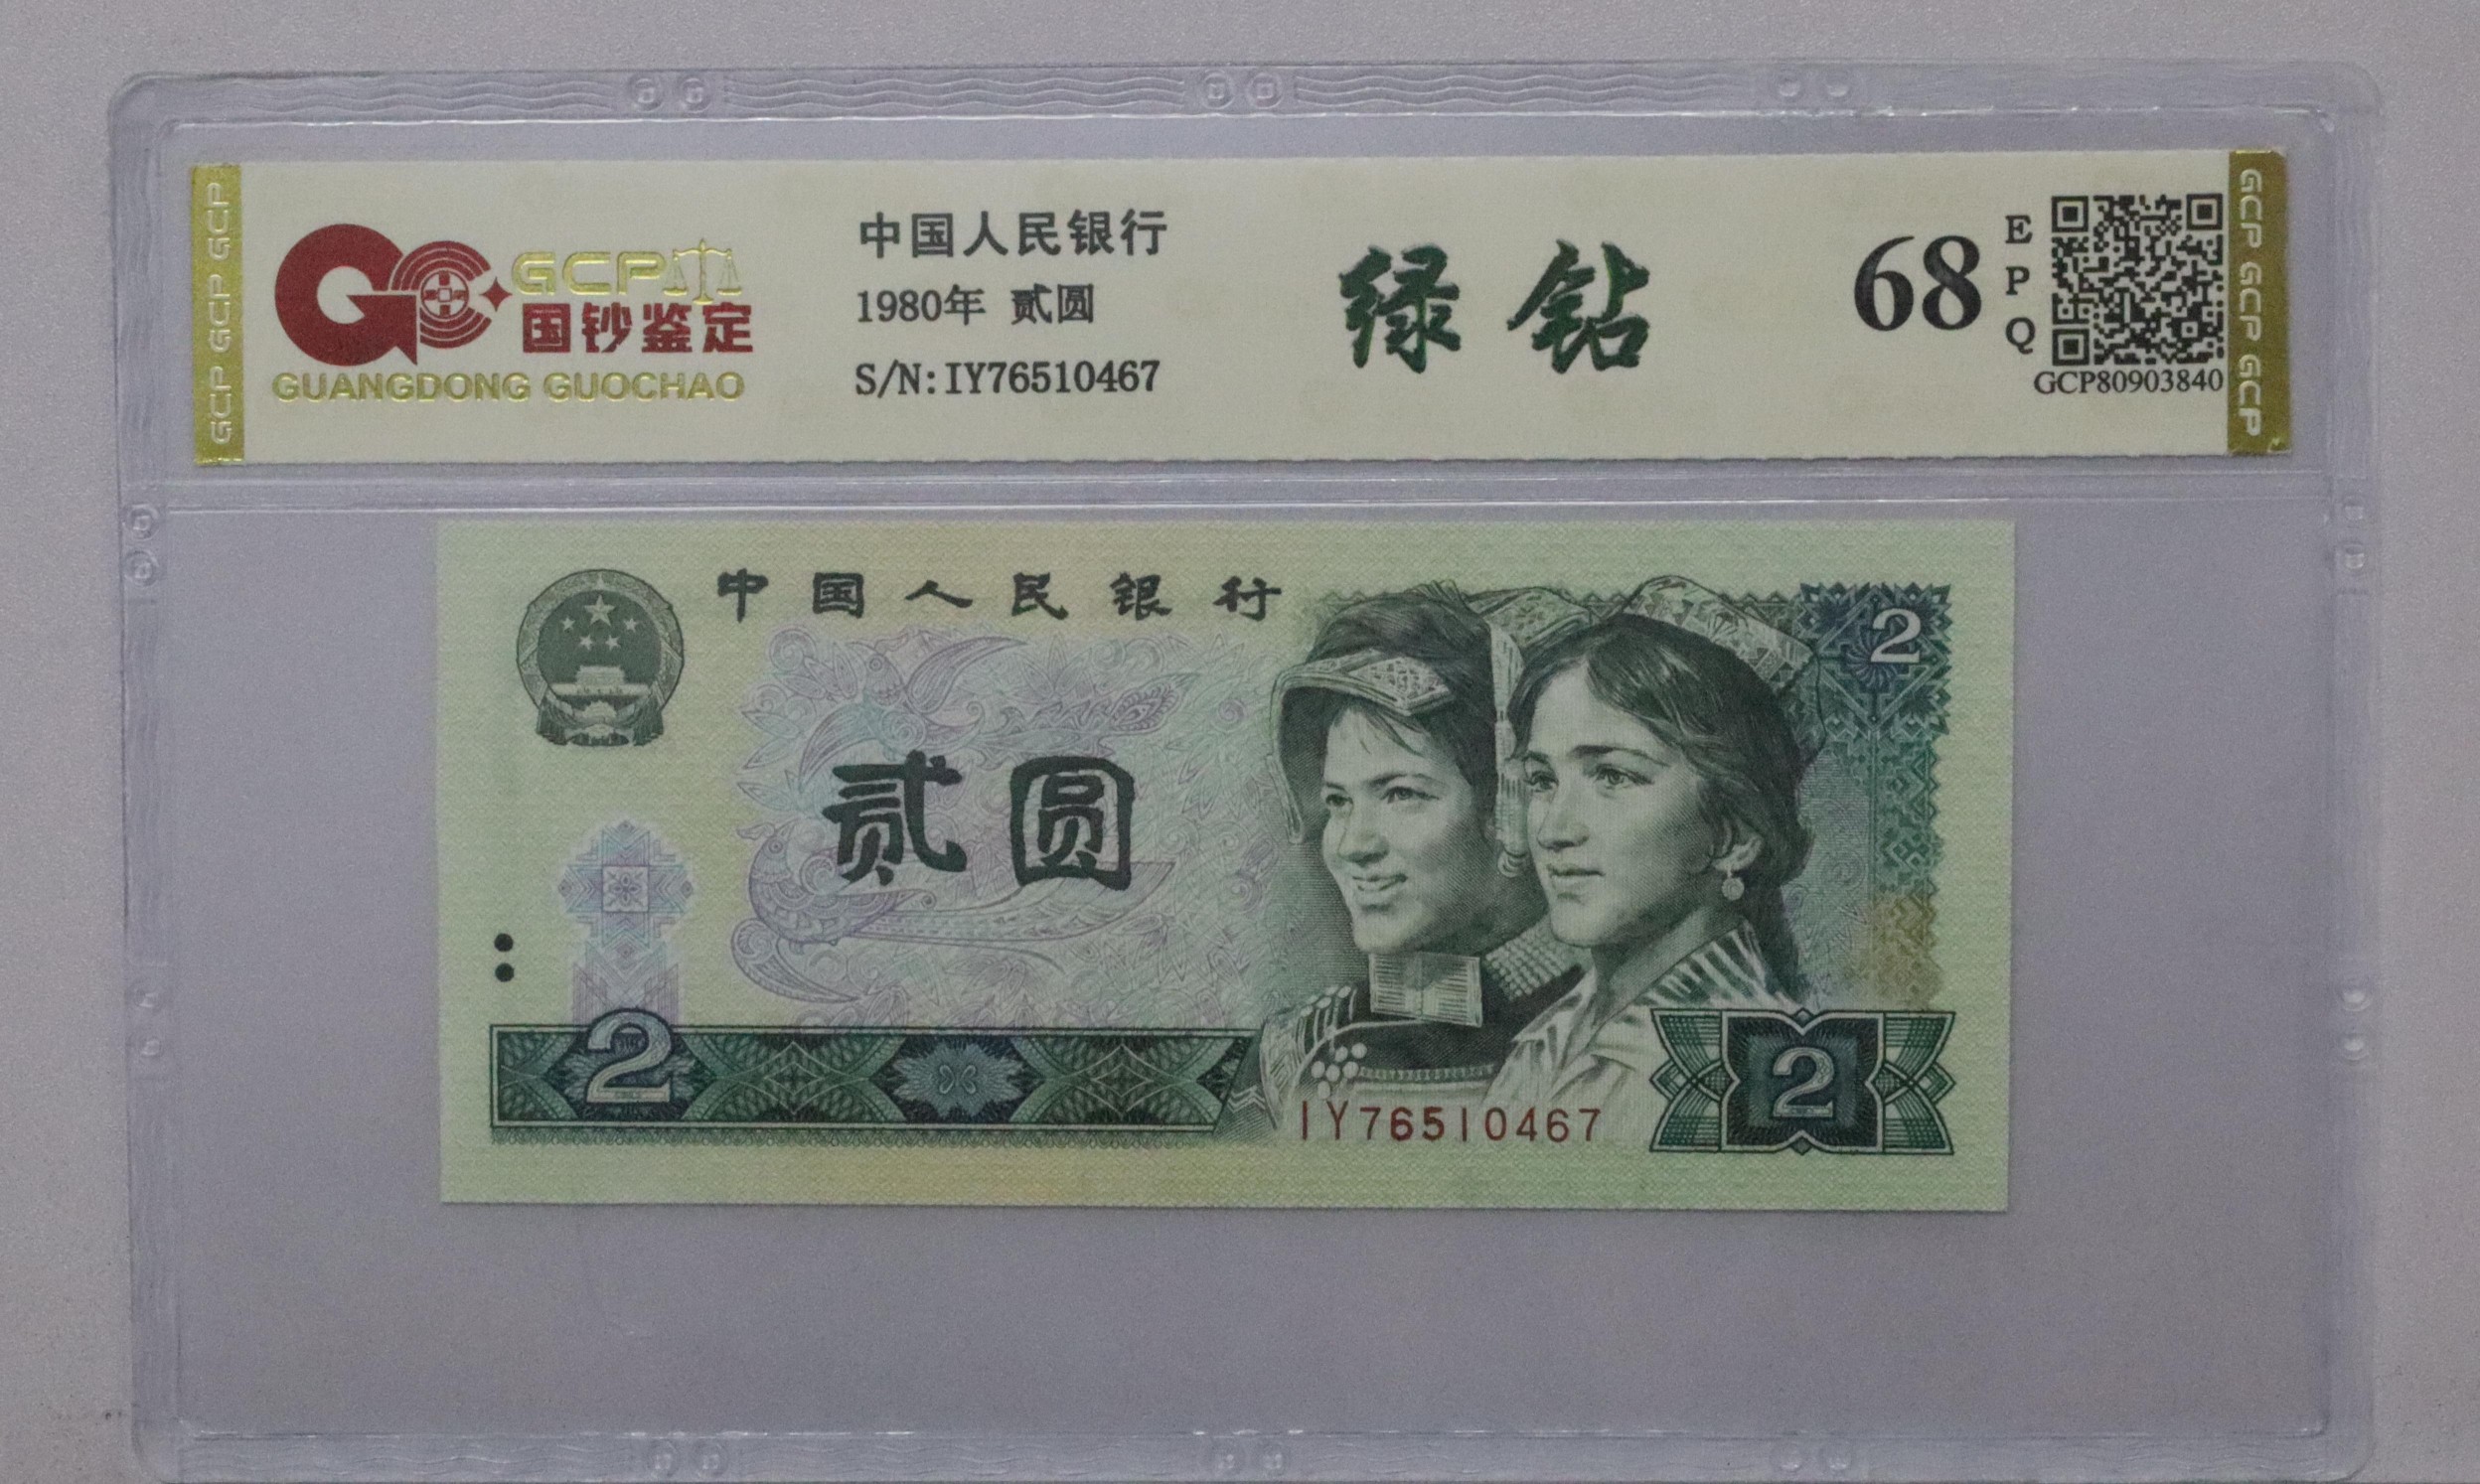 GCP GCP GCP
GCP
国钞鉴定
GUANGDONG GUOCHAO
中国人民银行
1980年 贰圆
S/N:IY76510467
绿钻
68
EPQ
GCP80903840
GCP GCP GCP
中国人民银行
2
贰圆
2
IY76510467
2